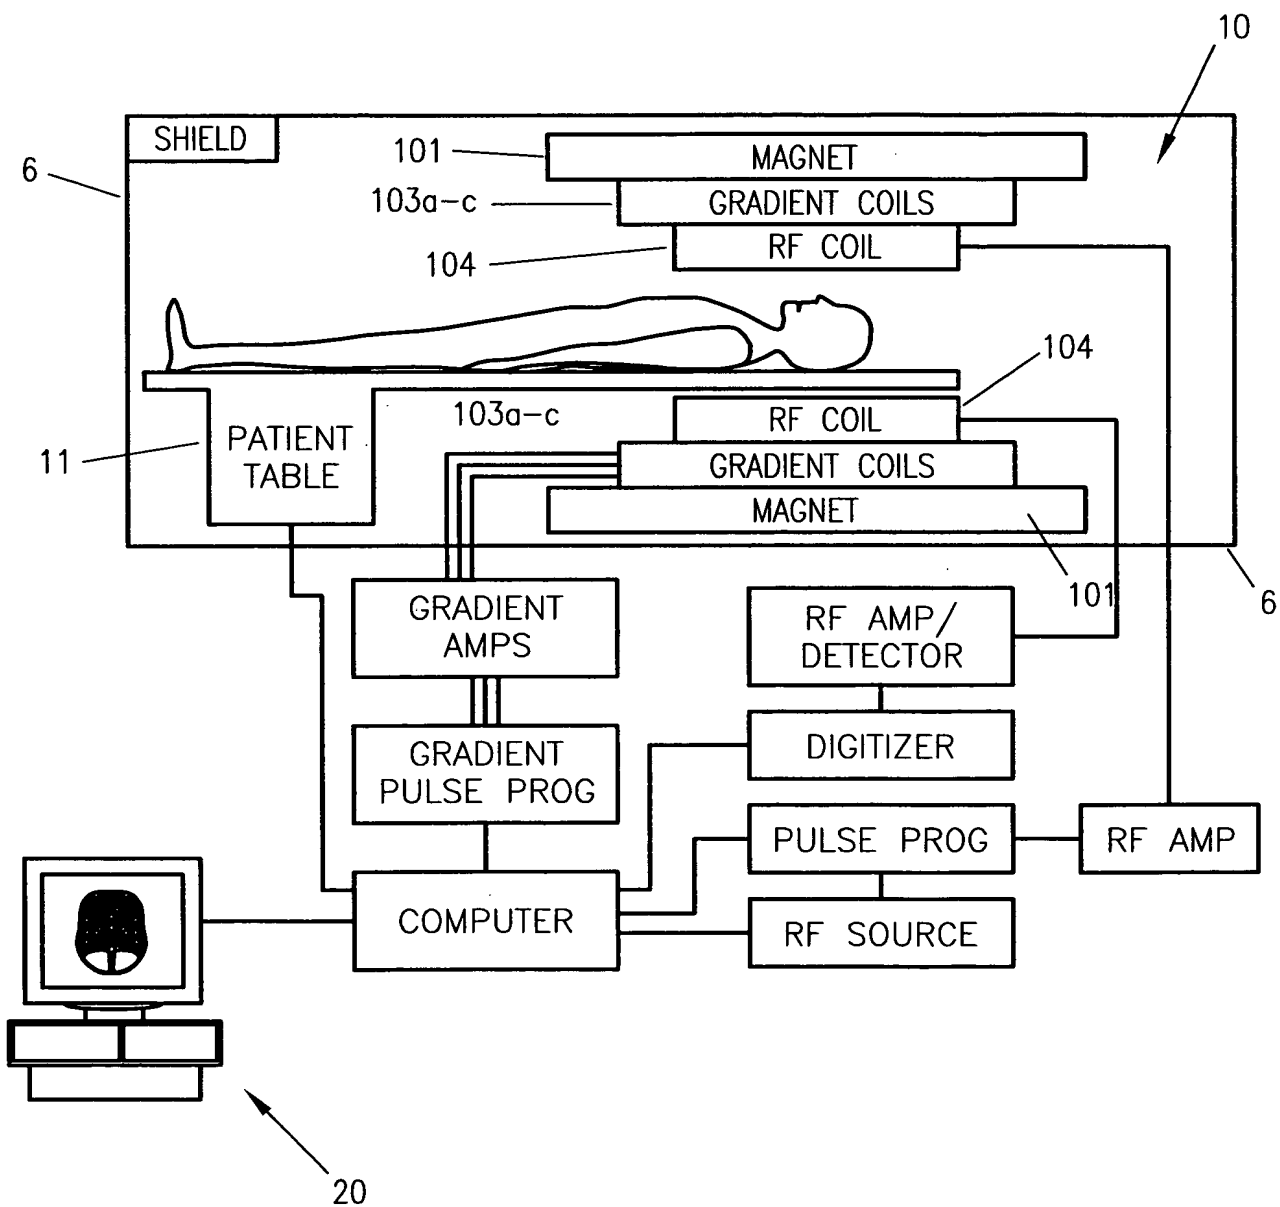 10
SHIELD
6
101
MAGNET
103a-c
GRADIENT COILS
104
RF COIL
104
103a-c
RF COIL
11
PATIENT
TABLE
GRADIENT COILS
MAGNET
101
6
GRADIENT
AMPS
RF AMP/
DETECTOR
GRADIENT
PULSE PROG
DIGITIZER
PULSE PROG
RF AMP
COMPUTER
RF SOURCE
20